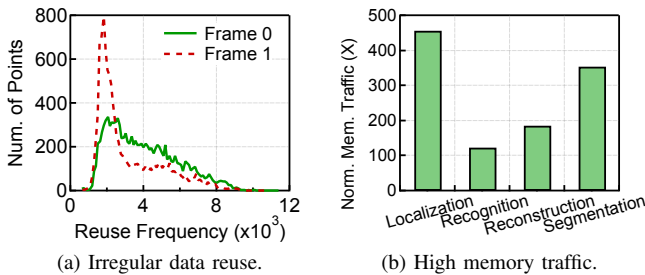 Num. of Points
800
600
400
200
0
Frame 0
Frame 1
0 4 8 12
Reuse Frequency (x10³)
(a) Irregular data reuse.
Norm. Mem. Traffic (X)
500
400
300
200
100
0
Localization
Recognition
Reconstruction
Segmentation
(b) High memory traffic.